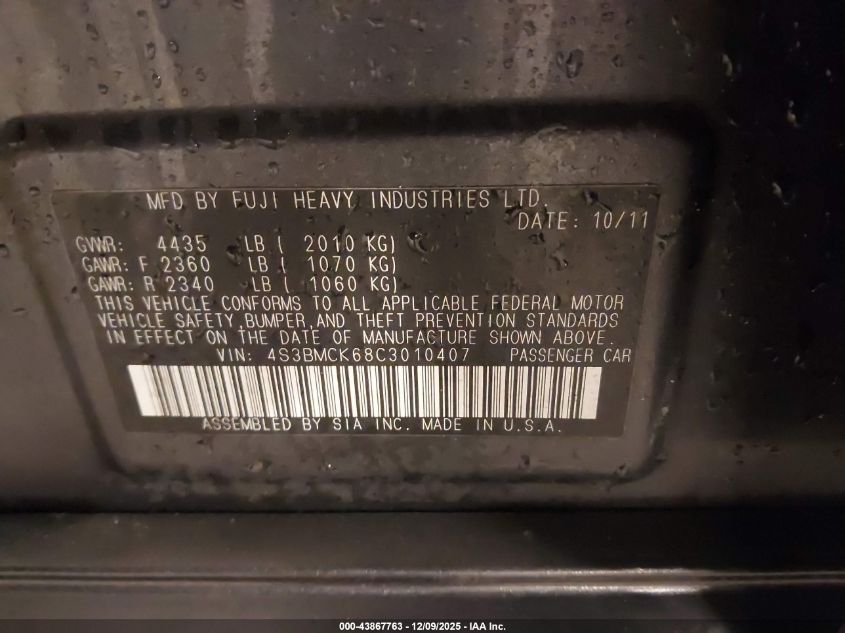 MFD BY FUJI HEAVY INDUSTRIES LTD.
DATE: 10/11
GVWR: 4435 LB ( 2010 KG)
GAWR: F 2360 LB ( 1070 KG)
GAWR: R 2340 LB ( 1060 KG)
THIS VEHICLE CONFORMS TO ALL APPLICABLE FEDERAL MOTOR
VEHICLE SAFETY, BUMPER, AND THEFT PREVENTION STANDARDS
IN EFFECT ON THE DATE OF MANUFACTURE SHOWN ABOVE.
VIN: 4S3BMCK68C3010407 PASSENGER CAR
ASSEMBLED BY SIA INC. MADE IN U.S.A.
000-43867763 - 12/09/2025 - IAA Inc.